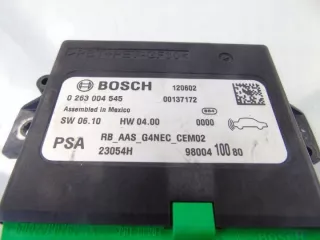 BOSCH
120602
0 263 004 545
00137172
Assembled in Mexico
SW 06.10 HW 04.00 0000
RB_AAS_G4NEC_CEM02
PSA 23054H 98004 100 80